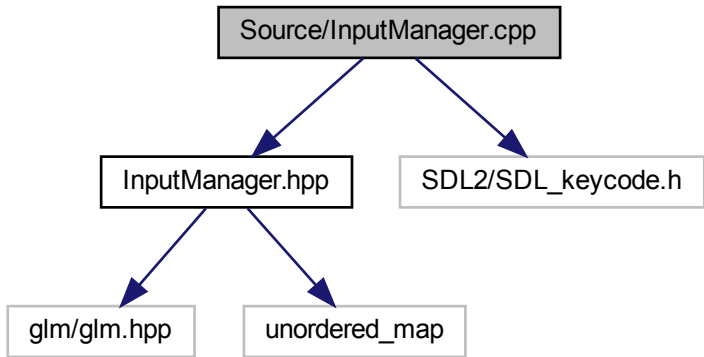 Source/InputManager.cpp
InputManager.hpp
SDL2/SDL_keycode.h
glm/glm.hpp
unordered_map